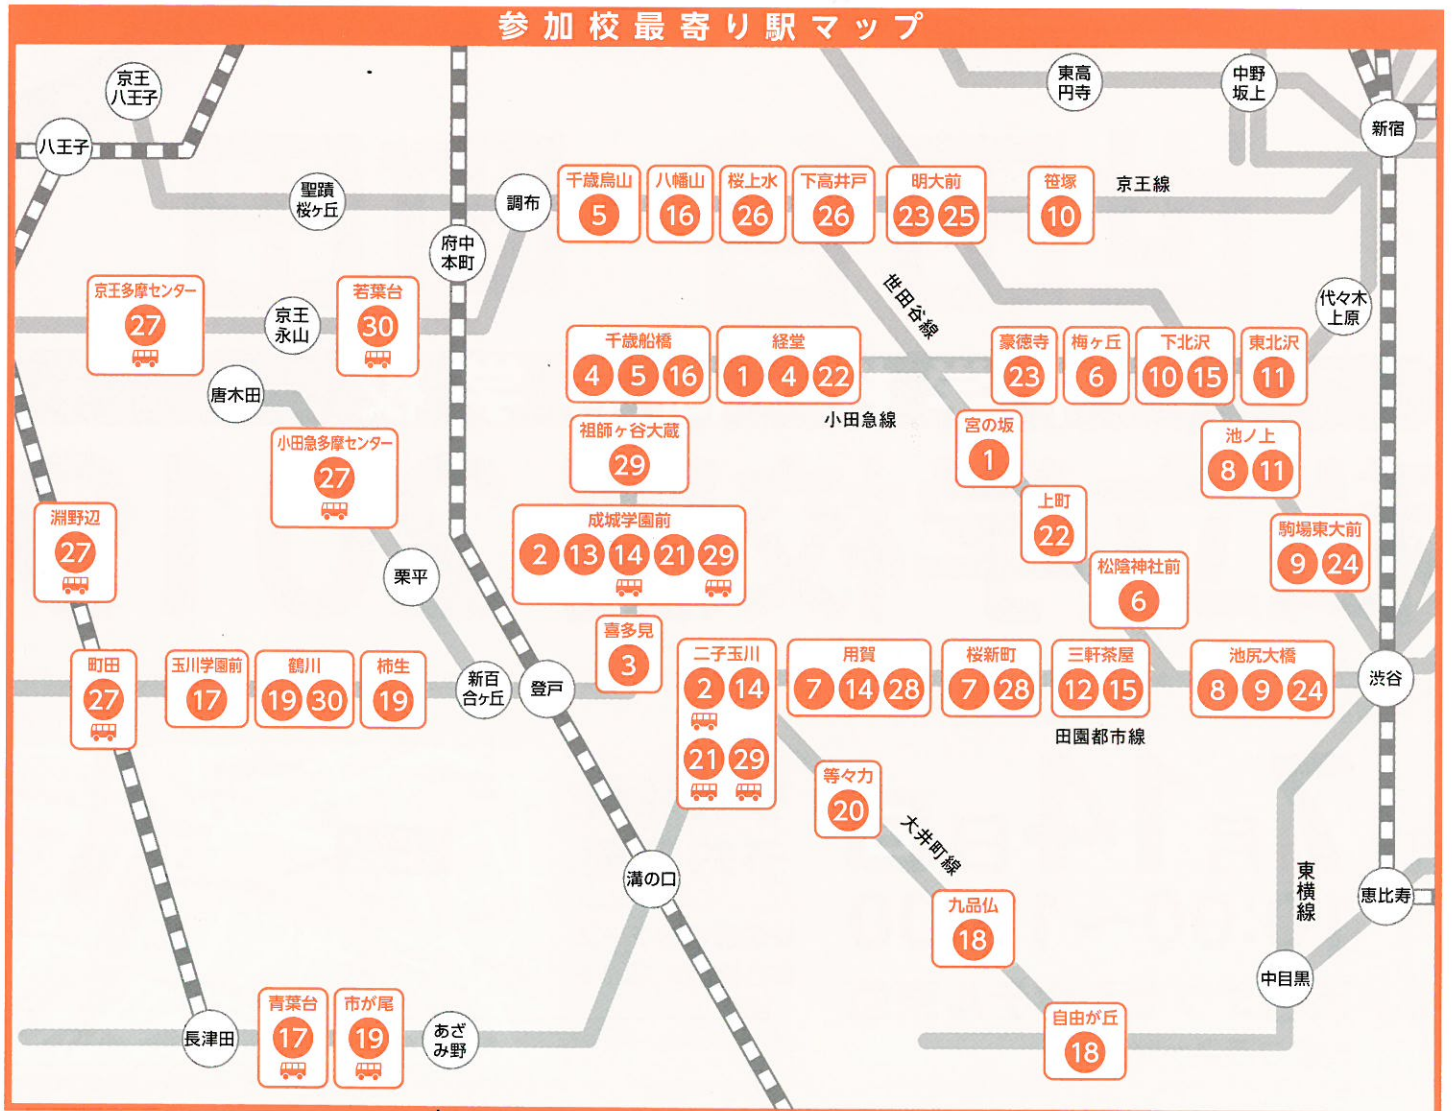 参加校最寄り駅マップ
京王
八王子
東高
円寺
中野
坂上
新宿
八王子
聖蹟
桜ヶ丘
調布
千歳烏山
5
八幡山
16
桜上水
26
下高井戸
26
明大前
23 25
笹塚
10
京王線
府中
本町
京王多摩センター
27
京王
永山
若葉台
30
世田谷線
代々木
上原
唐木田
千歳船橋
4 5 16
経堂
1 4 22
小田急線
豪徳寺
23
梅ヶ丘
6
下北沢
10 15
東北沢
11
小田急多摩センター
27
祖師ヶ谷大蔵
29
宮の坂
1
池ノ上
8 11
淵野辺
27
栗平
成城学園前
2 13 14 21 29
上町
22
駒場東大前
9 24
松陰神社前
6
町田
27
玉川学園前
17
鶴川
19 30
柿生
19
新百
合ヶ丘
登戸
喜多見
3
二子玉川
2 14
21 29
用賀
7 14 28
桜新町
7 28
三軒茶屋
12 15
池尻大橋
8 9 24
渋谷
田園都市線
等々力
20
大井町線
溝の口
九品仏
18
東横線
恵比寿
中目黒
長津田
青葉台
17
市が尾
19
あざ
み野
自由が丘
18